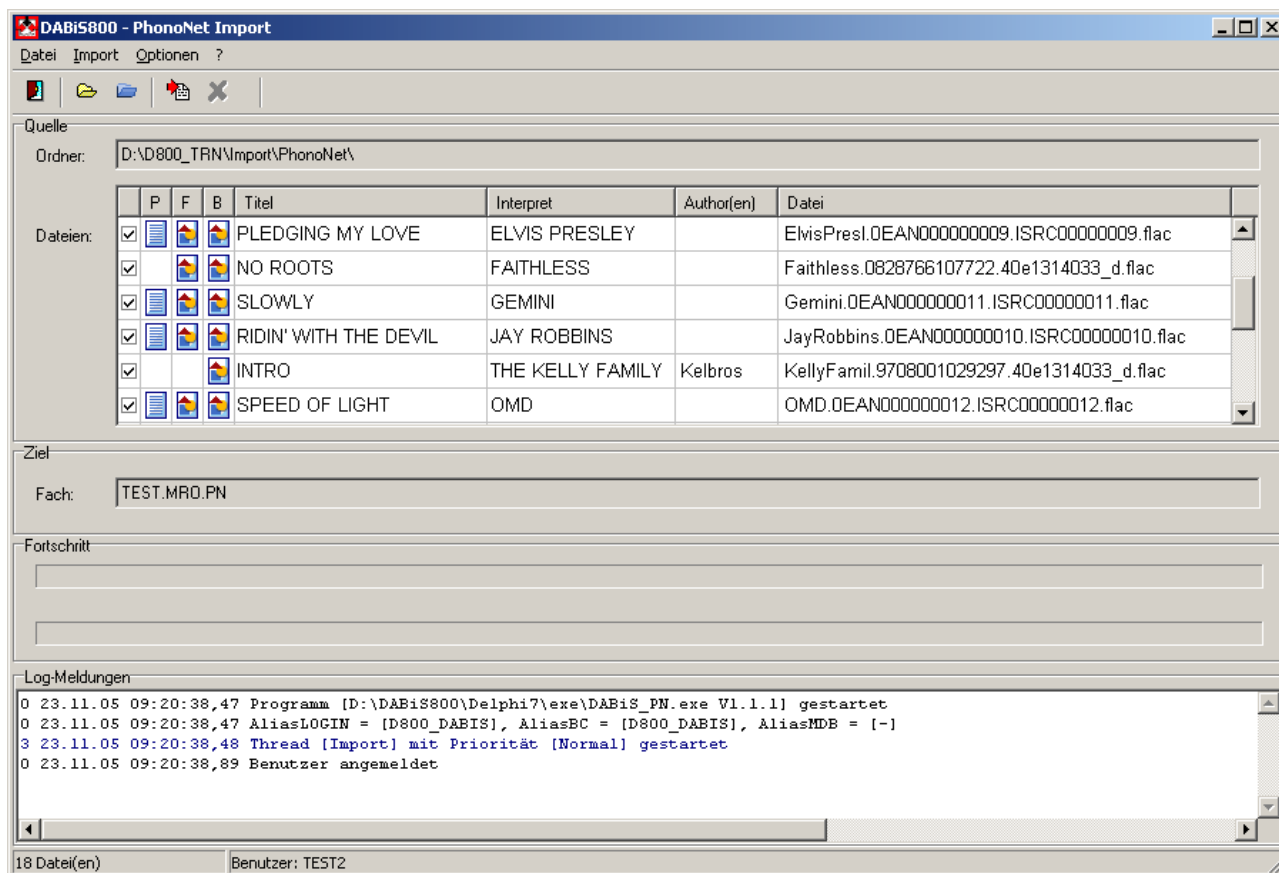 DABiS800 - PhonoNet Import
Datei Import Optionen ?
Quelle
Ordner: D:\D800_TRN\Import\PhonoNet\
P F B Titel Interpret Author(en) Datei
Dateien: PLEDGING MY LOVE ELVIS PRESLEY ElvisPresl.0EAN000000009.ISRC00000009.flac
NO ROOTS FAITHLESS Faithless.0828766107722.40e1314033_d.flac
SLOWLY GEMINI Gemini.0EAN000000011.ISRC00000011.flac
RIDIN' WITH THE DEVIL JAY ROBBINS JayRobbins.0EAN000000010.ISRC00000010.flac
INTRO THE KELLY FAMILY Kelbros KellyFamil.9708001029297.40e1314033_d.flac
SPEED OF LIGHT OMD OMD.0EAN000000012.ISRC00000012.flac
Ziel
Fach: TEST.MRO.PN
Fortschritt
Log-Meldungen
0 23.11.05 09:20:38,47 Programm [D:\DABiS800\Delphi7\exe\DABiS_PN.exe V1.1.1] gestartet
0 23.11.05 09:20:38,47 AliasLOGIN = [D800_DABIS], AliasBC = [D800_DABIS], AliasMDB = [-]
3 23.11.05 09:20:38,48 Thread [Import] mit Priorität [Normal] gestartet
0 23.11.05 09:20:38,89 Benutzer angemeldet
18 Datei(en) Benutzer: TEST2